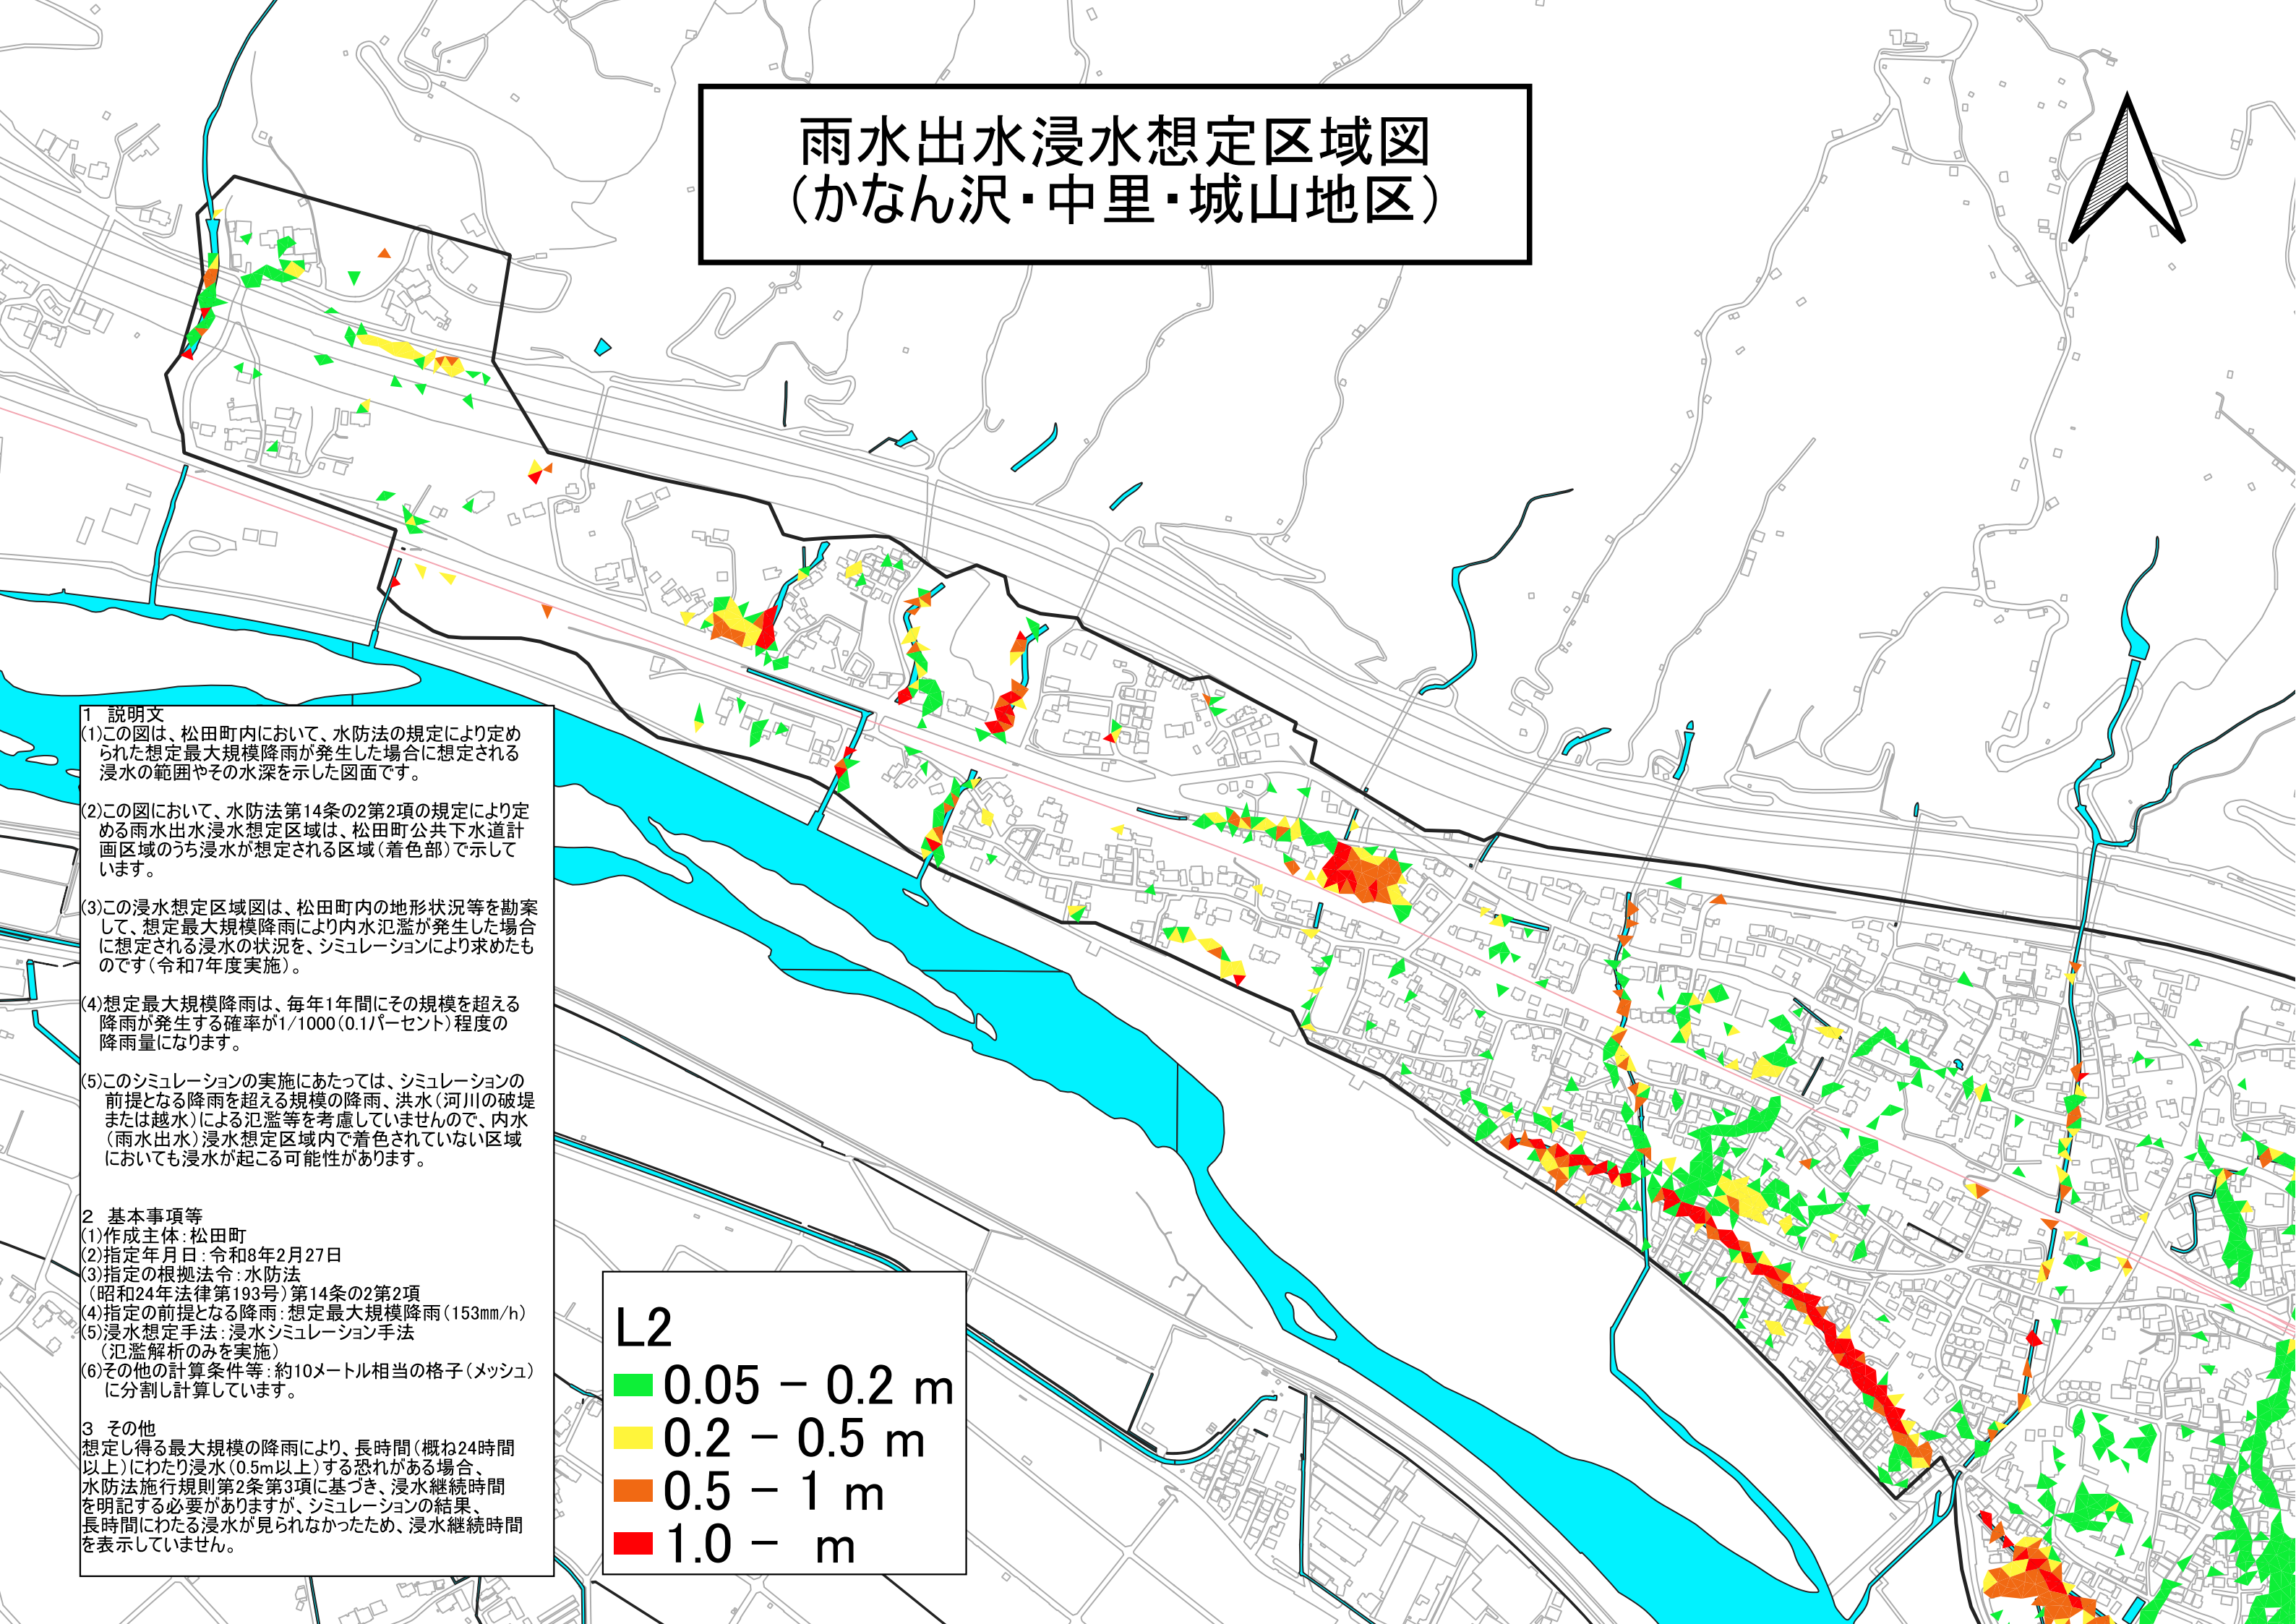 雨水出水浸水想定区域図
（かなん沢・中里・城山地区）
1　説明文
(1)この図は、松田町内において、水防法の規定により定め
られた想定最大規模降雨が発生した場合に想定される
浸水の範囲やその水深を示した図面です。
(2)この図において、水防法第14条の2第2項の規定により定
める雨水出水浸水想定区域は、松田町公共下水道計
画区域のうち浸水が想定される区域（着色部）で示して
います。
(3)この浸水想定区域図は、松田町内の地形状況等を勘案
して、想定最大規模降雨により内水氾濫が発生した場合
に想定される浸水の状況を、シミュレーションにより求めたも
のです（令和7年度実施）。
(4)想定最大規模降雨は、毎年1年間にその規模を超える
降雨が発生する確率が1/1000（0.1パーセント）程度の
降雨量になります。
(5)このシミュレーションの実施にあたっては、シミュレーションの
前提となる降雨を超える規模の降雨、洪水（河川の破堤
または越水）による氾濫等を考慮していませんので、内水
（雨水出水）浸水想定区域内で着色されていない区域
においても浸水が起こる可能性があります。
2　基本事項等
(1)作成主体：松田町
(2)指定年月日：令和8年2月27日
(3)指定の根拠法令：水防法
（昭和24年法律第193号）第14条の2第2項
(4)指定の前提となる降雨：想定最大規模降雨（153㎜/h）
(5)浸水想定手法：浸水シミュレーション手法
（氾濫解析のみを実施）
(6)その他の計算条件等：約10メートル相当の格子（メッシュ）
に分割し計算しています。
3　その他
想定し得る最大規模の降雨により、長時間（概ね24時間
以上）にわたり浸水（0.5m以上）する恐れがある場合、
水防法施行規則第2条第3項に基づき、浸水継続時間
を明記する必要がありますが、シミュレーションの結果、
長時間にわたる浸水が見られなかったため、浸水継続時間
を表示していません。
L2
0.05 － 0.2 m
0.2 － 0.5 m
0.5 － 1 m
1.0 － m